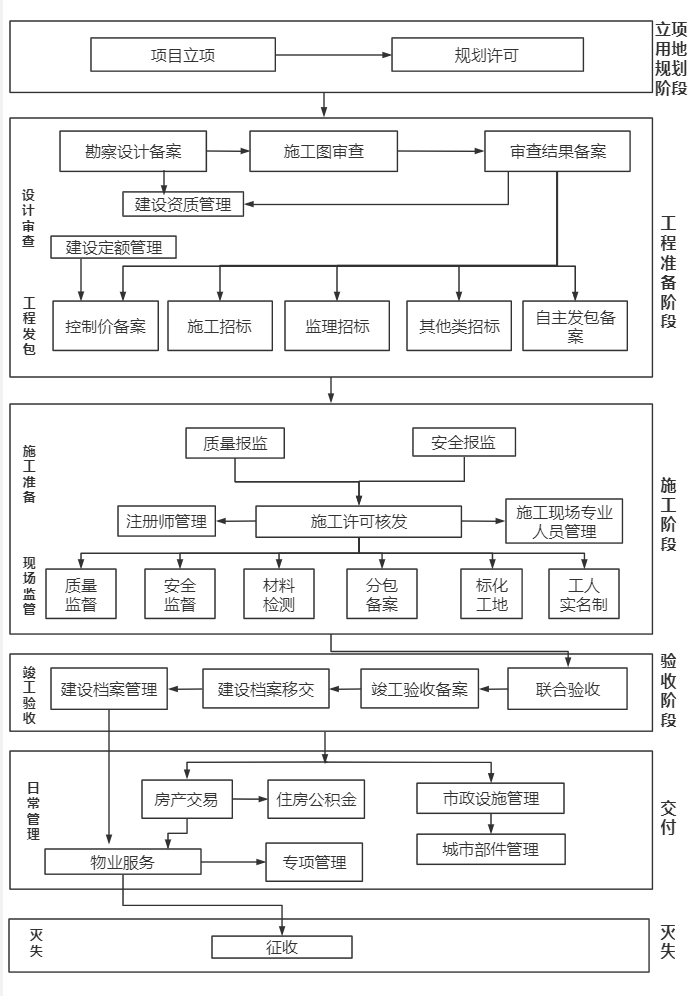 立项
用地
规划
阶段
项目立项
规划许可
勘察设计备案
施工图审查
审查结果备案
设计审查
建设资质管理
建设定额管理
工程准备阶段
工程发包
控制价备案
施工招标
监理招标
其他类招标
自主发包备
案
施工准备
质量报监
安全报监
注册师管理
施工许可核发
施工现场专业
人员管理
施工阶段
现场监管
质量
监督
安全
监督
材料
检测
分包
备案
标化
工地
工人
实名制
竣工验收
建设档案管理
建设档案移交
竣工验收备案
联合验收
验收阶段
日常管理
房产交易
住房公积金
市政设施管理
交付
物业服务
专项管理
城市部件管理
灭失
征收
灭失